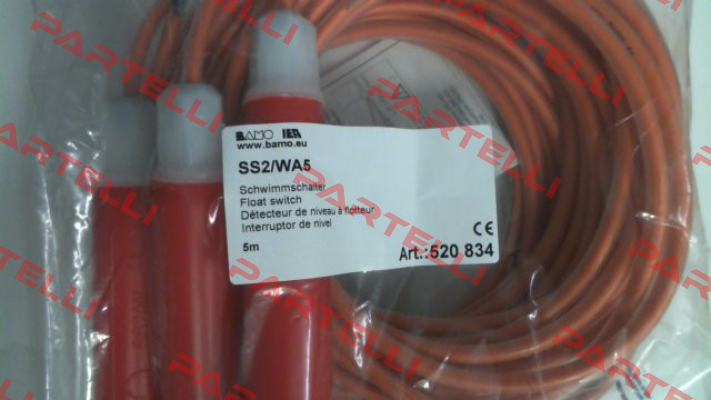 BAMO IER
www.bamo.eu
SS2/WA5
Schwimmschalter
Float switch
Détecteur de niveau à flotteur
Interruptor de nivel
5m
CE
Art.:520 834
PARTELLI
PARTELLI
PARTELLI
PARTELLI
PARTELLI
PARTELLI
PARTELLI